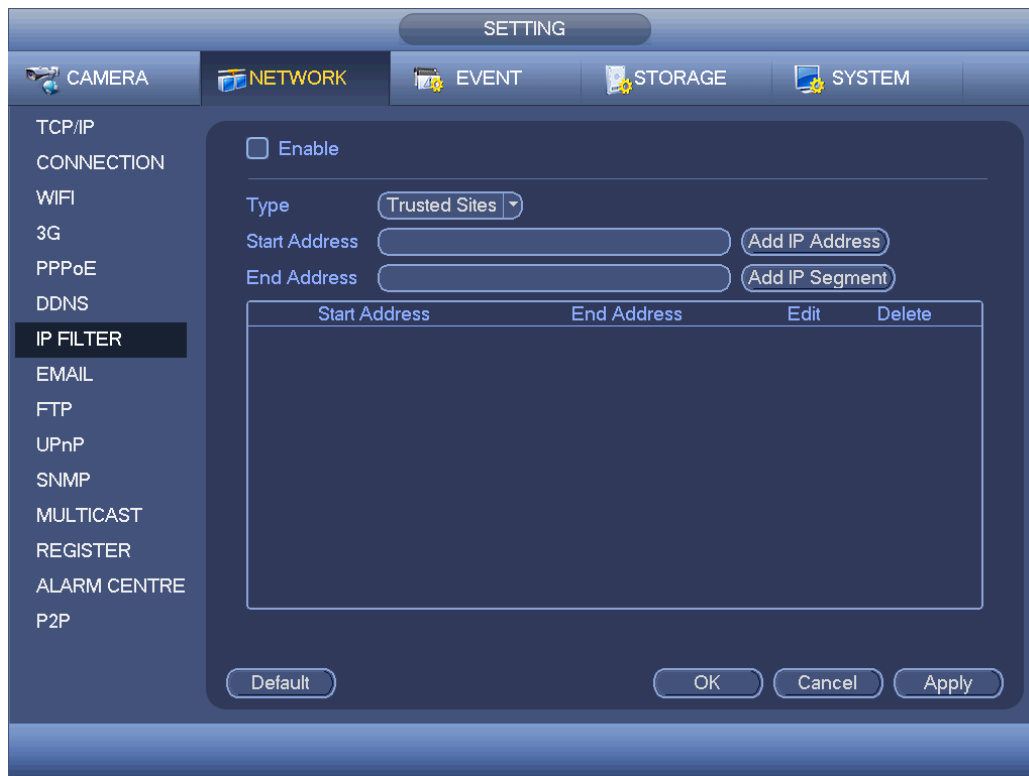 SETTING
CAMERA NETWORK EVENT STORAGE SYSTEM
TCP/IP
CONNECTION
WIFI
3G
PPPoE
DDNS
IP FILTER
EMAIL
FTP
UPnP
SNMP
MULTICAST
REGISTER
ALARM CENTRE
P2P
Enable
Type Trusted Sites
Start Address Add IP Address
End Address Add IP Segment
Start Address End Address Edit Delete
Default OK Cancel Apply